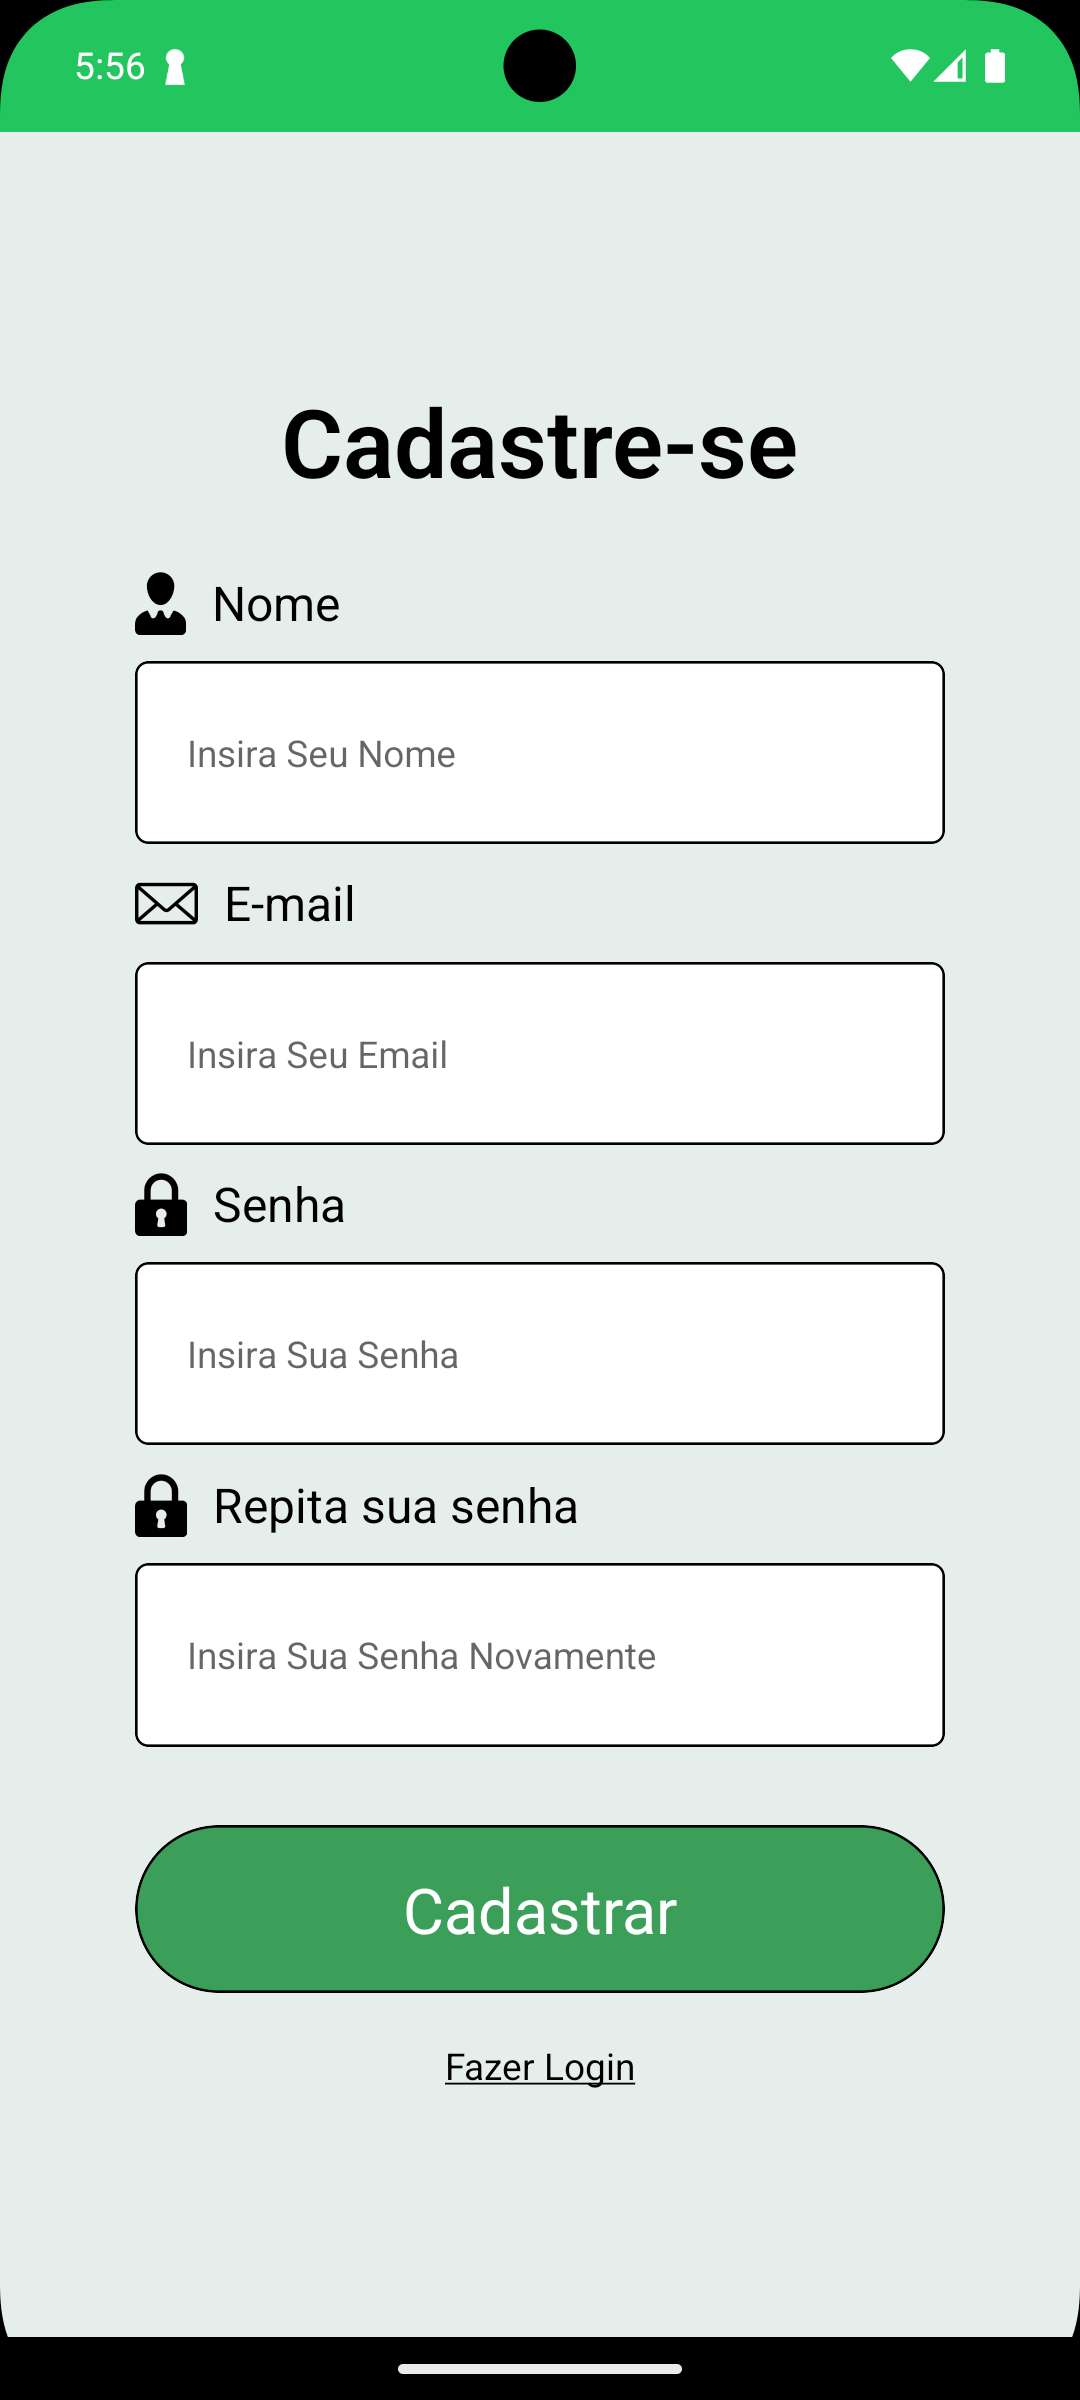 5:56
Cadastre-se
Nome
Insira Seu Nome
E-mail
Insira Seu Email
Senha
Insira Sua Senha
Repita sua senha
Insira Sua Senha Novamente
Cadastrar
Fazer Login